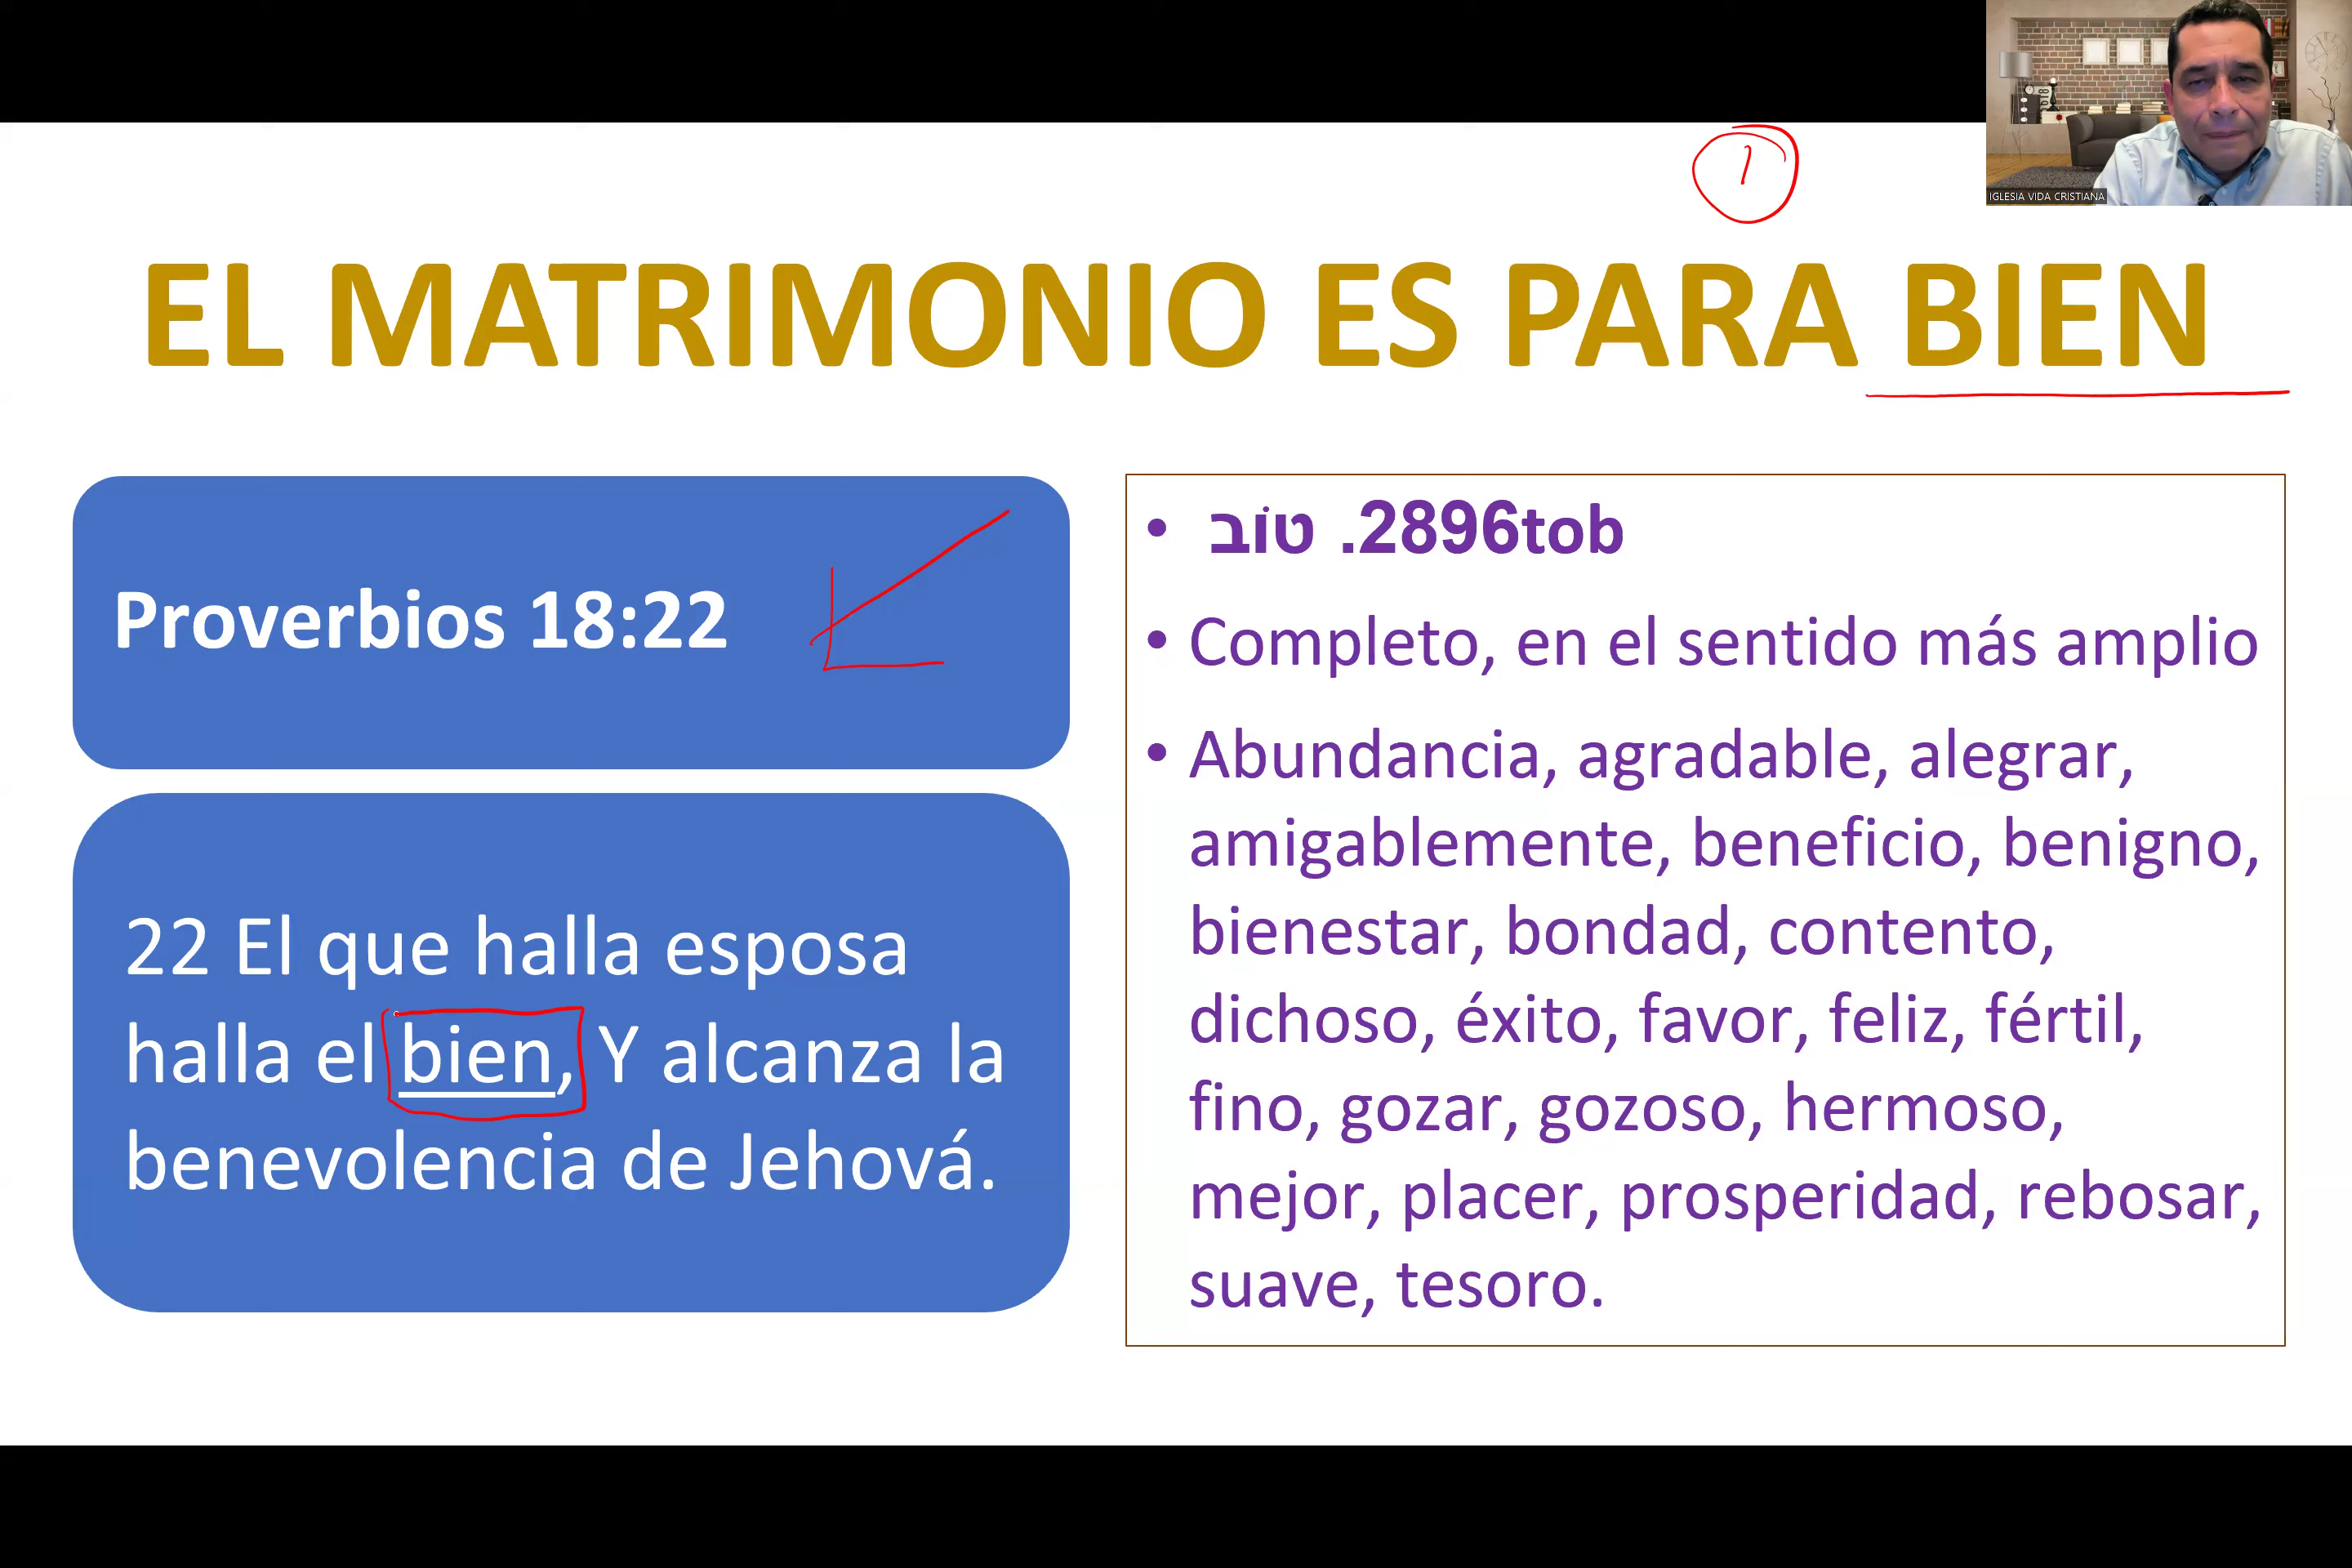 IGLESIA VIDA CRISTIANA
1
EL MATRIMONIO ES PARA BIEN
Proverbios 18:22
22 El que halla esposa
halla el bien, Y alcanza la
benevolencia de Jehová.
• טוֹב .2896tob
• Completo, en el sentido más amplio
• Abundancia, agradable, alegrar,
amigablemente, beneficio, benigno,
bienestar, bondad, contento,
dichoso, éxito, favor, feliz, fértil,
fino, gozar, gozoso, hermoso,
mejor, placer, prosperidad, rebosar,
suave, tesoro.